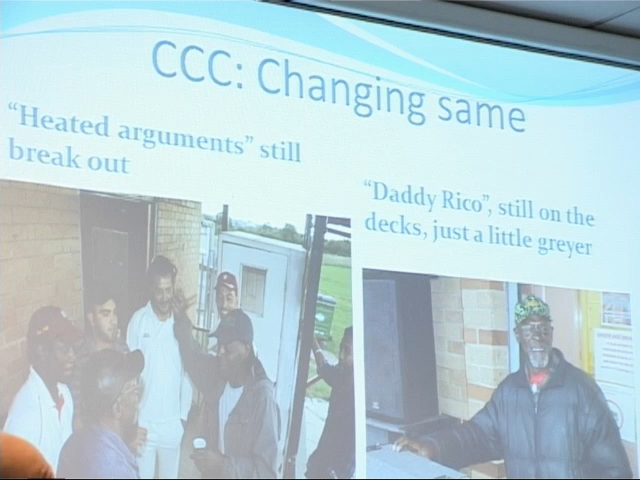 CCC: Changing same
“Heated arguments” still
break out
“Daddy Rico”, still on the
decks, just a little greyer